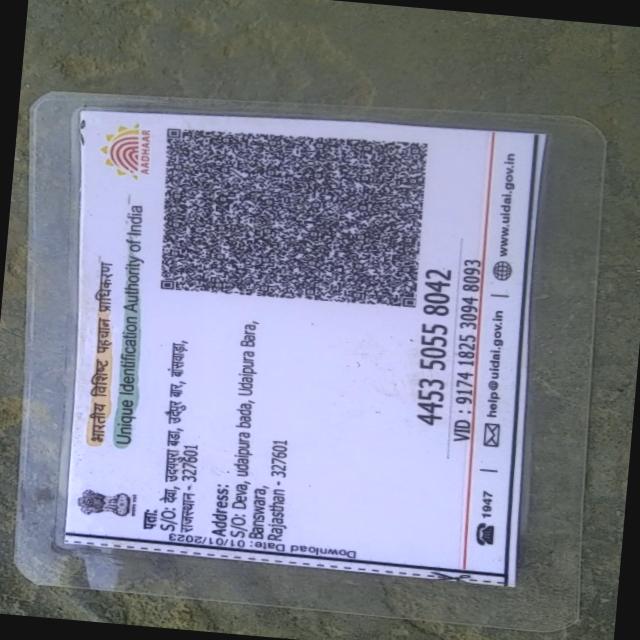 भारतीय विशिष्ट पहचान प्राधिकरण
Unique Identification Authority of India
AADHAAR
पता:
S/O: देवा, उदयपुरा बडा,
राजस्थान - 327601
Address:
S/O: Deva, udaipura bada, Udaipura Bara,
Banswara,
Rajasthan - 327601
Download Date:
4453 5055 8042
VID : 9174 1825 3094 8093
1947 | help@uidai.gov.in | www.uidai.gov.in